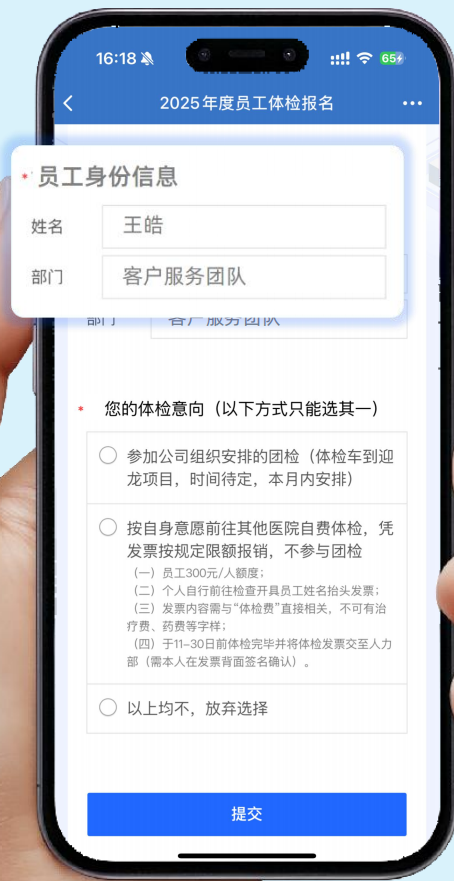 16:18
65
2025年度员工体检报名
* 员工身份信息
姓名 王皓
部门 客户服务团队
部门 客户服务团队
* 您的体检意向（以下方式只能选其一）
参加公司组织安排的团检（体检车到迎
龙项目，时间待定，本月内安排）
按自身意愿前往其他医院自费体检，凭
发票按规定限额报销，不参与团检
（一）员工300元/人额度；
（二）个人自行前往检查开具员工姓名抬头发票；
（三）发票内容需与“体检费”直接相关，不可有治
疗费、药费等字样；
（四）于11-30日前体检完毕并将体检发票交至人力
部（需本人在发票背面签名确认）。
以上均不，放弃选择
提交